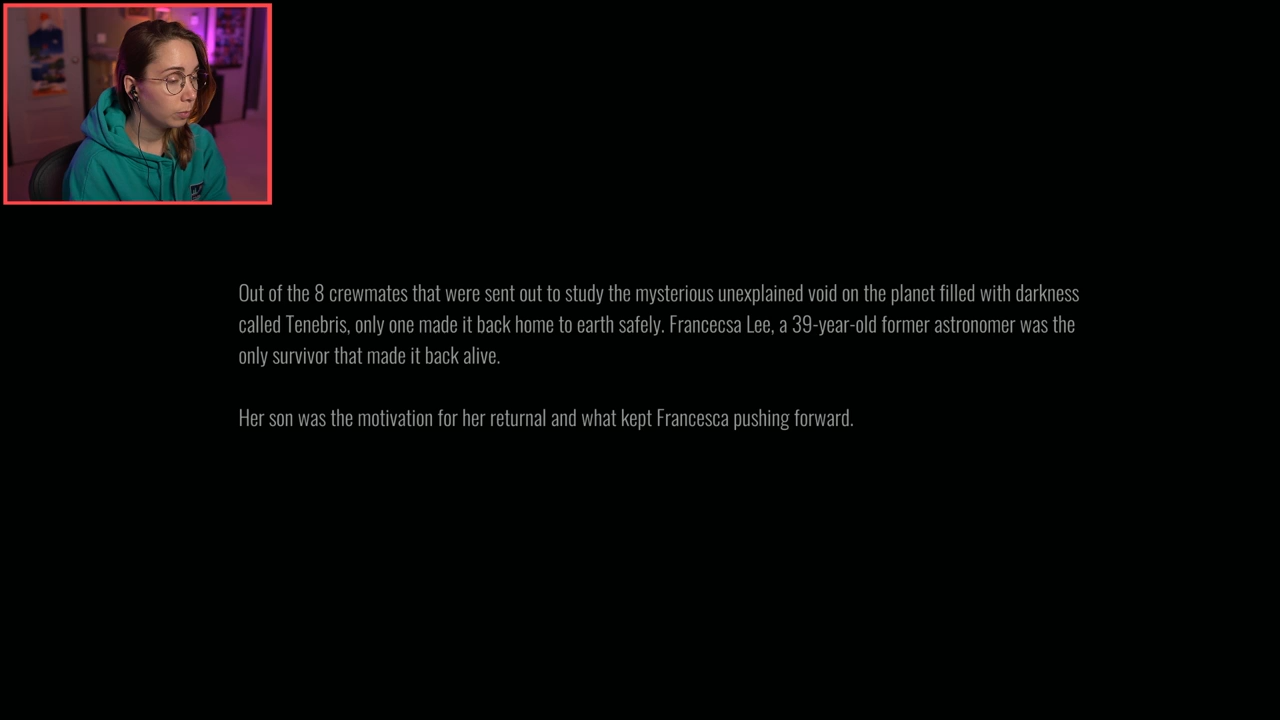 Out of the 8 crewmates that were sent out to study the mysterious unexplained void on the planet filled with darkness
called Tenebris, only one made it back home to earth safely. Francecsa Lee, a 39-year-old former astronomer was the
only survivor that made it back alive.
Her son was the motivation for her returnal and what kept Francesca pushing forward.